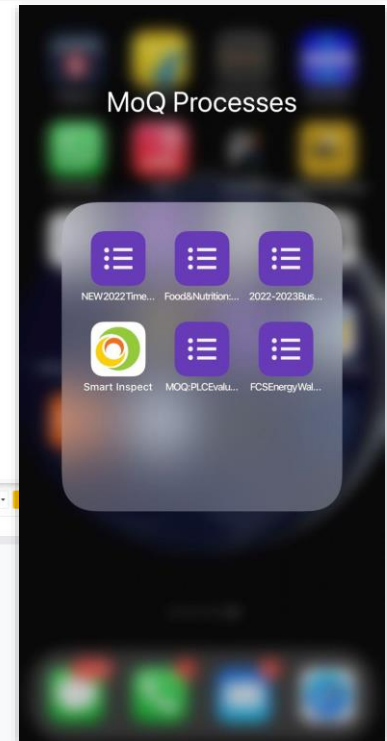 MoQ Processes
NEW2022Time... Food&Nutrition:... 2022-2023Bus...
Smart Inspect MOQ:PLCEvalu... FCSEnergyWal...